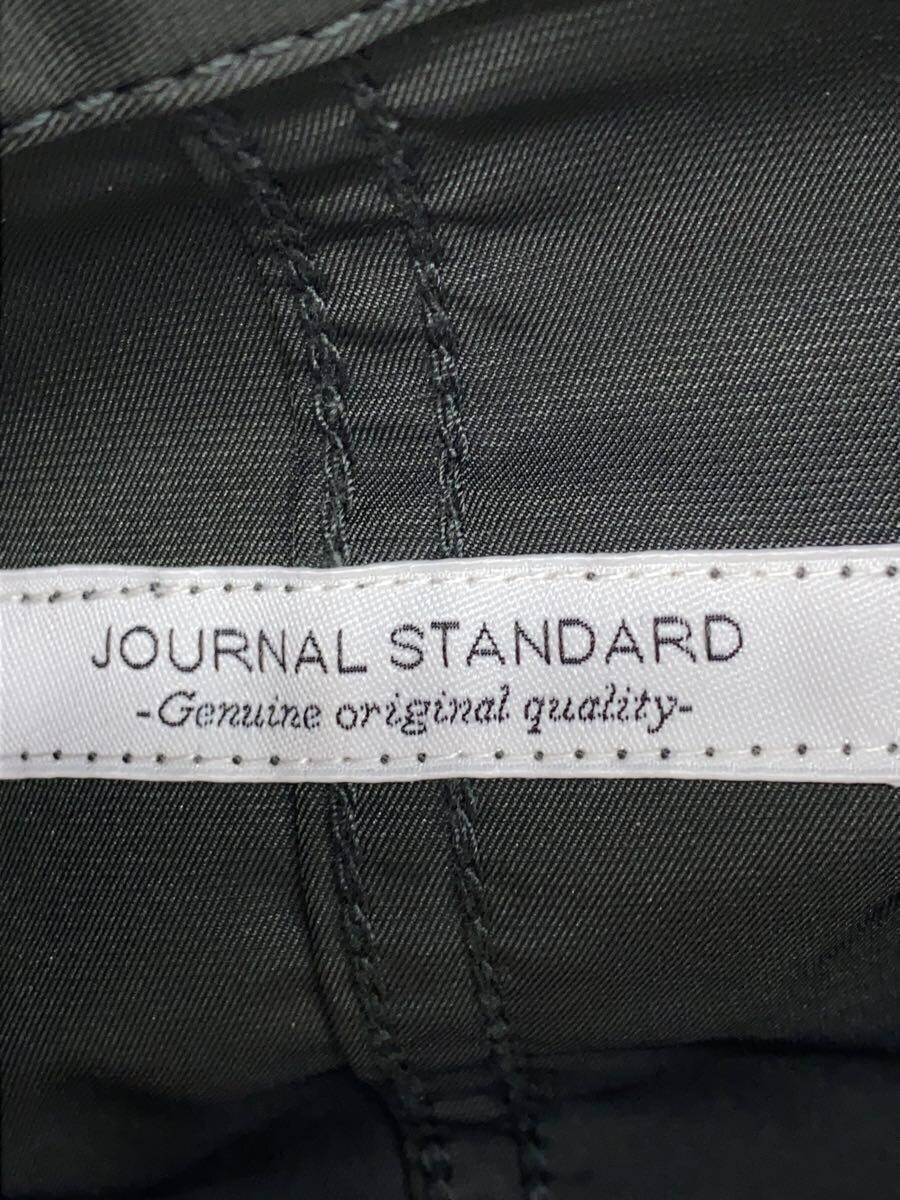 JOURNAL STANDARD
-Genuine original quality-